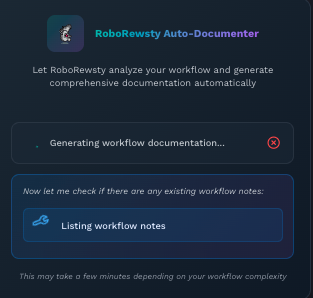 RoboRewsty Auto-Documenter
Let RoboRewsty analyze your workflow and generate
comprehensive documentation automatically
Generating workflow documentation...
Now let me check if there are any existing workflow notes:
Listing workflow notes
This may take a few minutes depending on your workflow complexity